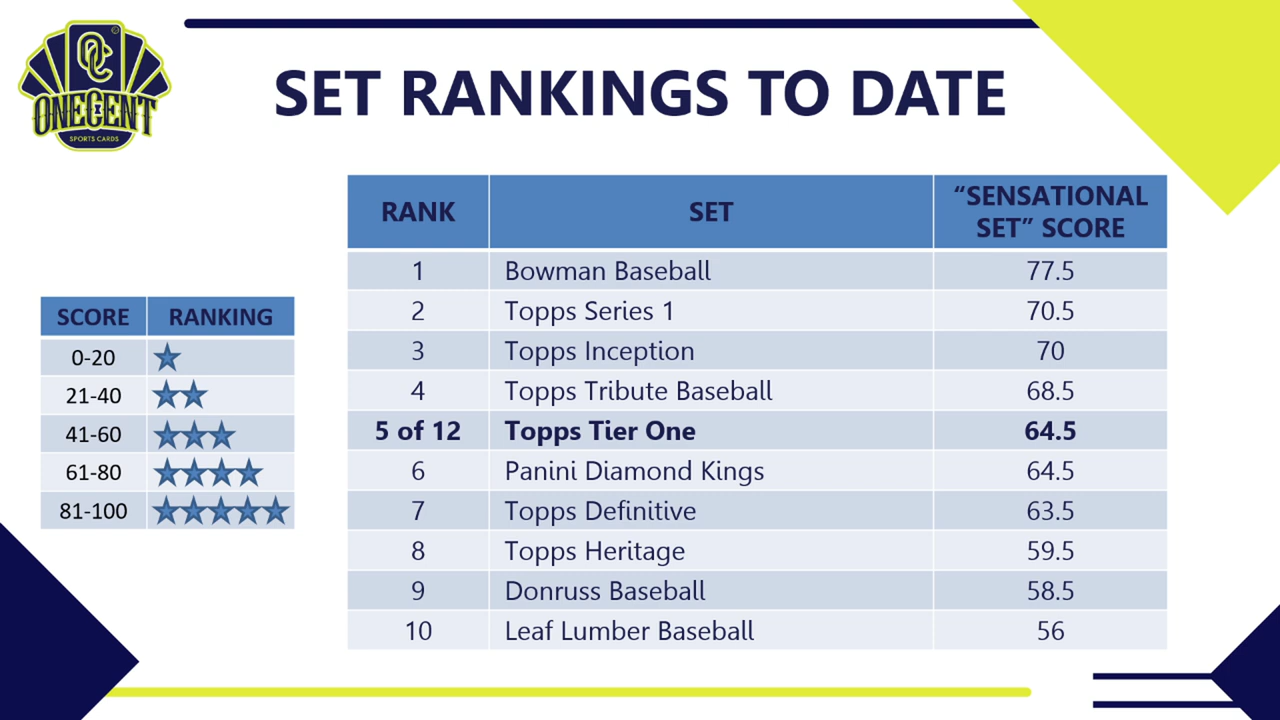 OC
ONECENT
SPORTS CARDS
SET RANKINGS TO DATE
SCORE RANKING
0-20
21-40
41-60
61-80
81-100
RANK SET “SENSATIONAL
SET” SCORE
1 Bowman Baseball 77.5
2 Topps Series 1 70.5
3 Topps Inception 70
4 Topps Tribute Baseball 68.5
5 of 12 Topps Tier One 64.5
6 Panini Diamond Kings 64.5
7 Topps Definitive 63.5
8 Topps Heritage 59.5
9 Donruss Baseball 58.5
10 Leaf Lumber Baseball 56